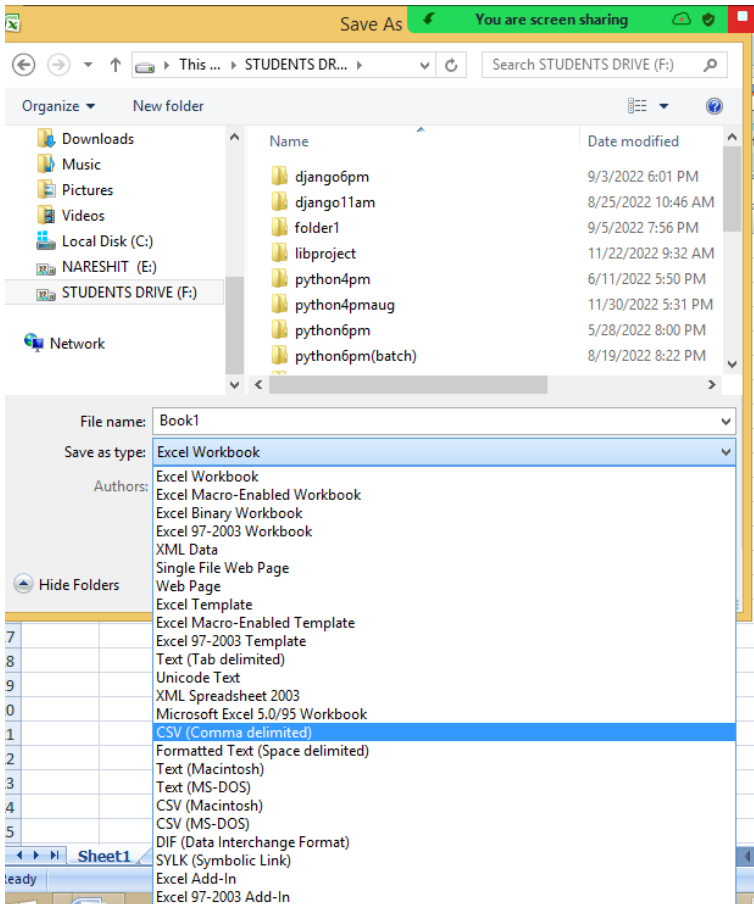 Save As
You are screen sharing
This ... STUDENTS DR...
Search STUDENTS DRIVE (F:)
Organize
New folder
Downloads
Music
Pictures
Videos
Local Disk (C:)
NARESHIT (E:)
STUDENTS DRIVE (F:)
Network
Name Date modified
django6pm 9/3/2022 6:01 PM
django11am 8/25/2022 10:46 AM
folder1 9/5/2022 7:56 PM
libproject 11/22/2022 9:32 AM
python4pm 6/11/2022 5:50 PM
python4pmaug 11/30/2022 5:31 PM
python6pm 5/28/2022 8:00 PM
python6pm(batch) 8/19/2022 8:22 PM
File name: Book1
Save as type: Excel Workbook
Authors:
Excel Workbook
Excel Macro-Enabled Workbook
Excel Binary Workbook
Excel 97-2003 Workbook
XML Data
Single File Web Page
Web Page
Excel Template
Excel Macro-Enabled Template
Excel 97-2003 Template
Text (Tab delimited)
Unicode Text
XML Spreadsheet 2003
Microsoft Excel 5.0/95 Workbook
CSV (Comma delimited)
Formatted Text (Space delimited)
Text (Macintosh)
Text (MS-DOS)
CSV (Macintosh)
CSV (MS-DOS)
DIF (Data Interchange Format)
SYLK (Symbolic Link)
Excel Add-In
Excel 97-2003 Add-In
Hide Folders
Sheet1